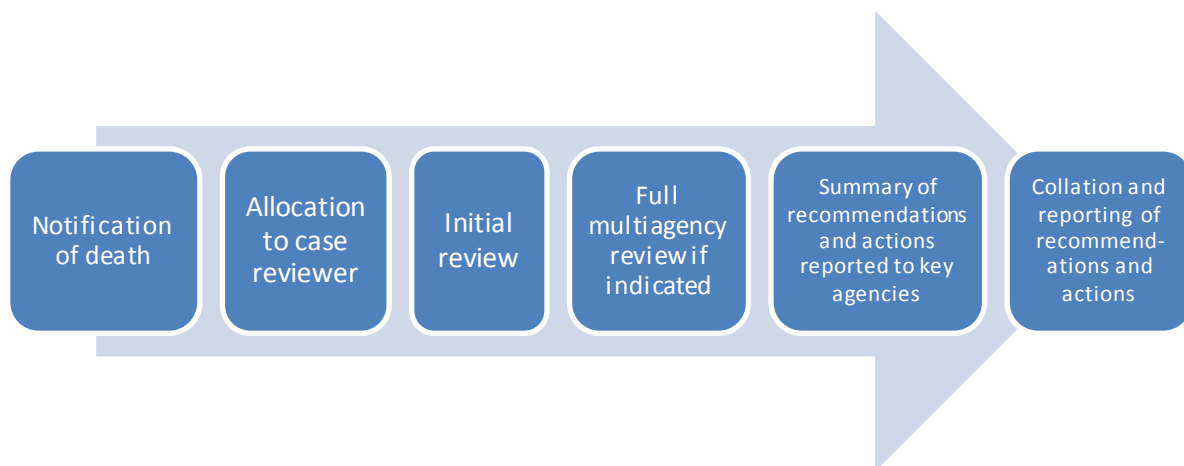 Notification
of death
Allocation
to case
reviewer
Initial
review
Full
multiagency
review if
indicated
Summary of
recommendations
and actions
reported to key
agencies
Collation and
reporting of
recommend-
ations and
actions